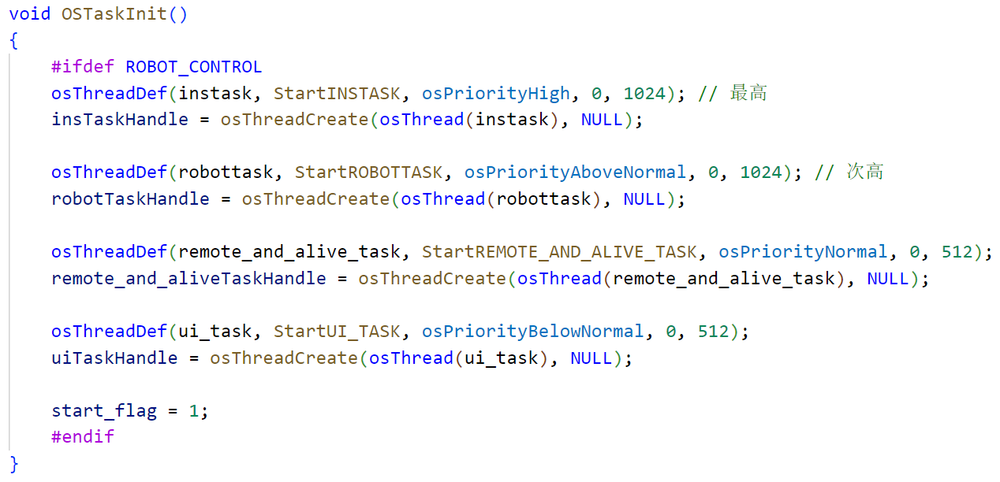 void OSTaskInit()
{
    #ifdef ROBOT_CONTROL
    osThreadDef(instask, StartINSTASK, osPriorityHigh, 0, 1024); // 最高
    insTaskHandle = osThreadCreate(osThread(instask), NULL);

    osThreadDef(robottask, StartROBOTTASK, osPriorityAboveNormal, 0, 1024); // 次高
    robotTaskHandle = osThreadCreate(osThread(robottask), NULL);

    osThreadDef(remote_and_alive_task, StartREMOTE_AND_ALIVE_TASK, osPriorityNormal, 0, 512);
    remote_and_aliveTaskHandle = osThreadCreate(osThread(remote_and_alive_task), NULL);

    osThreadDef(ui_task, StartUI_TASK, osPriorityBelowNormal, 0, 512);
    uiTaskHandle = osThreadCreate(osThread(ui_task), NULL);

    start_flag = 1;
    #endif
}